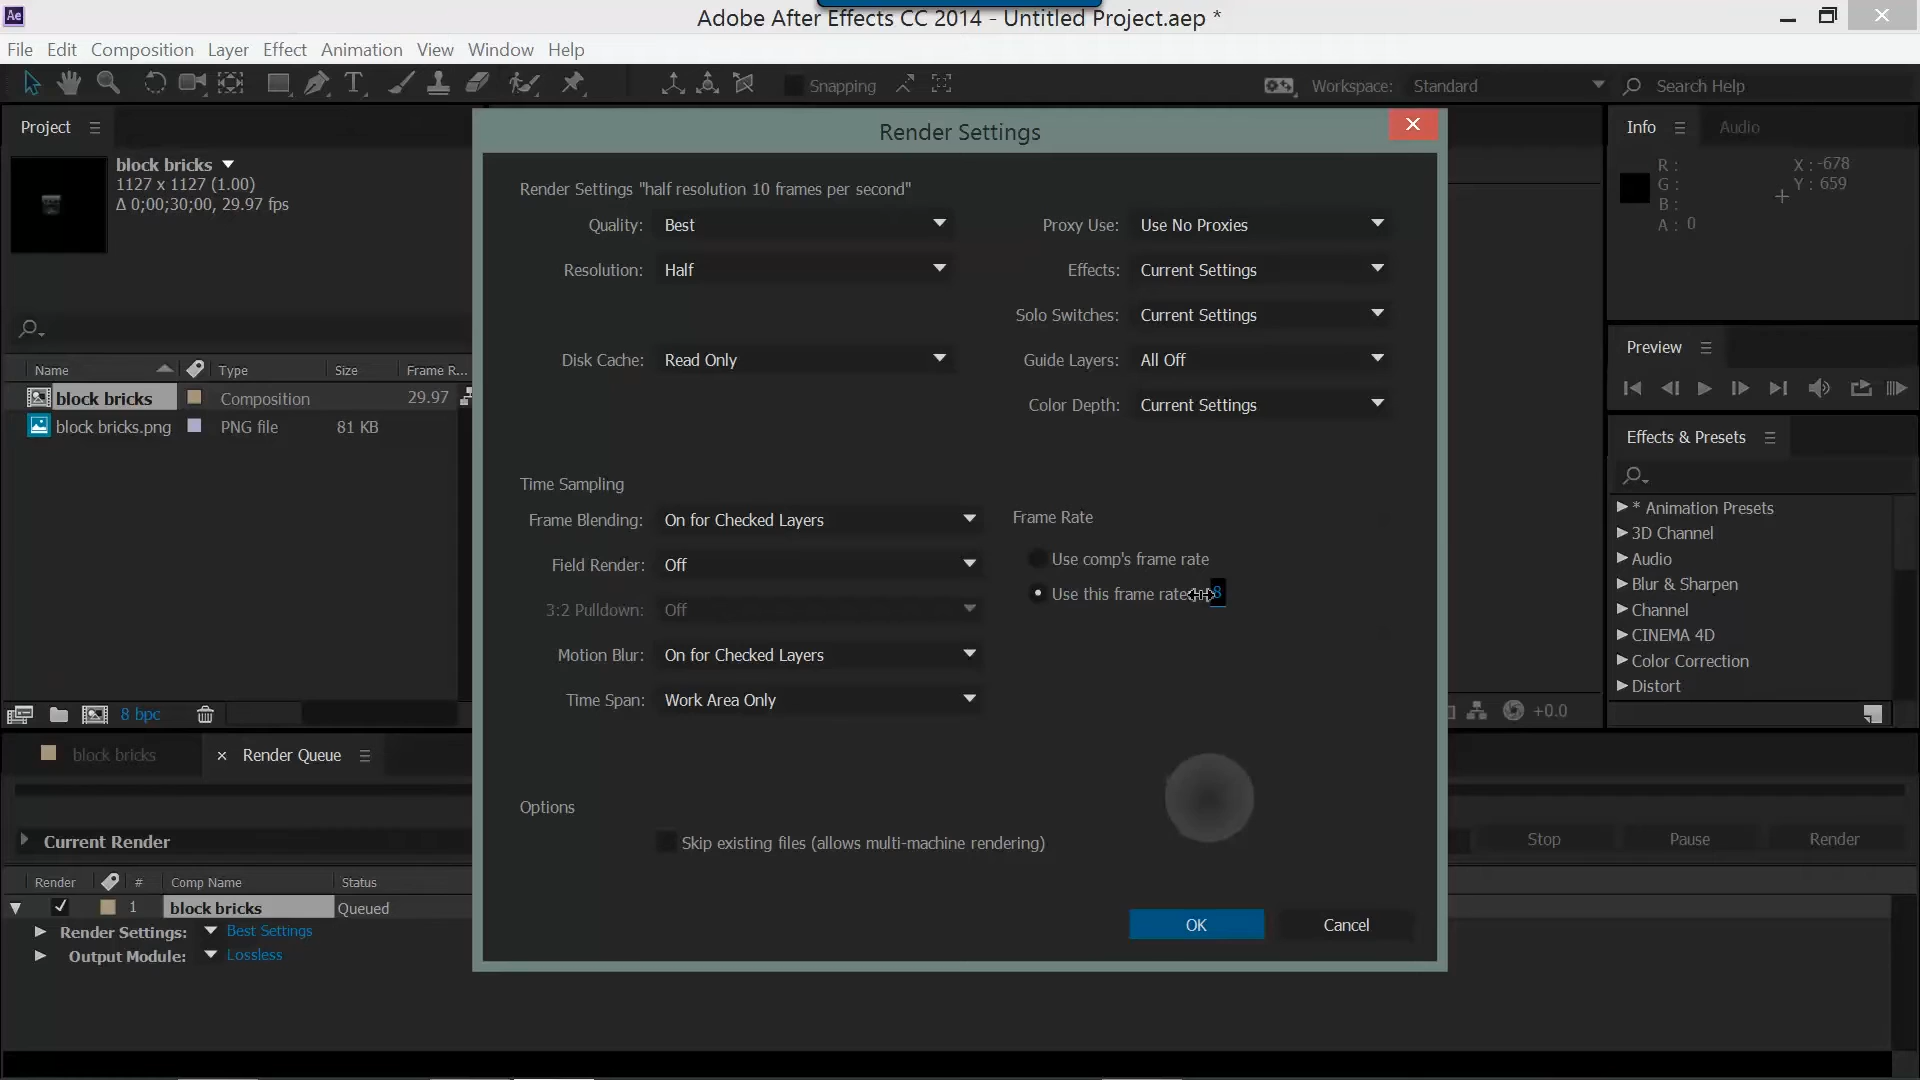 Ae
Adobe After Effects CC 2014 - Untitled Project.aep *
File Edit Composition Layer Effect Animation View Window Help
Snapping
Workspace: Standard
Search Help
Project
block bricks
1127 x 1127 (1.00)
Δ 0;00;30;00, 29.97 fps
Name Type Size Frame R...
block bricks Composition 29.97
block bricks.png PNG file 81 KB
8 bpc
Render Settings
Render Settings "half resolution 10 frames per second"
Quality: Best
Resolution: Half
Disk Cache: Read Only
Proxy Use: Use No Proxies
Effects: Current Settings
Solo Switches: Current Settings
Guide Layers: All Off
Color Depth: Current Settings
Time Sampling
Frame Blending: On for Checked Layers
Field Render: Off
3:2 Pulldown: Off
Motion Blur: On for Checked Layers
Time Span: Work Area Only
Frame Rate
Use comp's frame rate
Use this frame rate 8
Options
Skip existing files (allows multi-machine rendering)
OK Cancel
Info Audio
R : X : -678
G : Y : 659
B :
A : 0
Preview
Effects & Presets
* Animation Presets
3D Channel
Audio
Blur & Sharpen
Channel
CINEMA 4D
Color Correction
Distort
+0.0
block bricks × Render Queue
Current Render
Stop Pause Render
Render # Comp Name Status
1 block bricks Queued
Render Settings: Best Settings
Output Module: Lossless